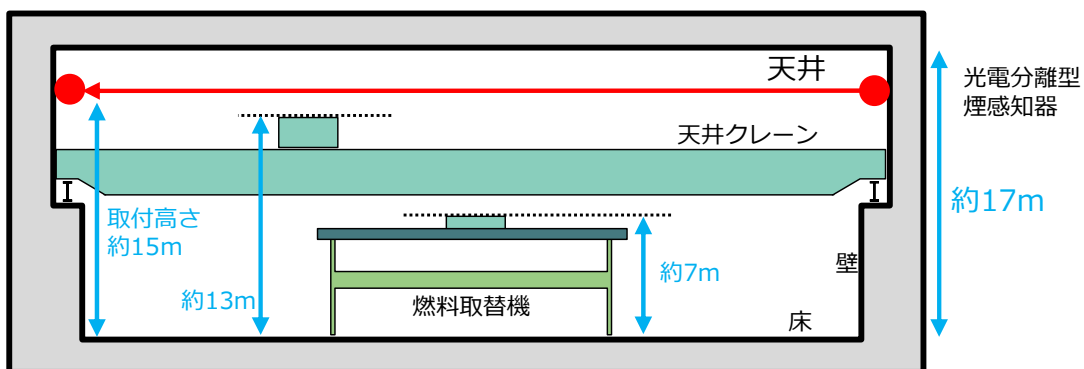 天井
光電分離型
煙感知器
天井クレーン
約17m
取付高さ
約15m
約13m
約7m
壁
燃料取替機
床